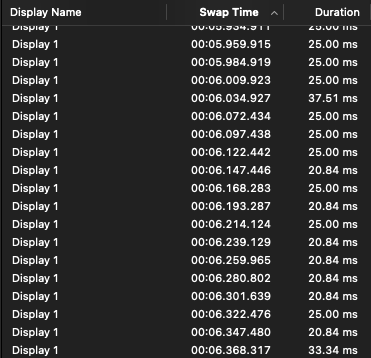 Display Name Swap Time Duration
Display 1 00:05.934.911 25.00 ms
Display 1 00:05.959.915 25.00 ms
Display 1 00:05.984.919 25.00 ms
Display 1 00:06.009.923 25.00 ms
Display 1 00:06.034.927 37.51 ms
Display 1 00:06.072.434 25.00 ms
Display 1 00:06.097.438 25.00 ms
Display 1 00:06.122.442 25.00 ms
Display 1 00:06.147.446 20.84 ms
Display 1 00:06.168.283 25.00 ms
Display 1 00:06.193.287 20.84 ms
Display 1 00:06.214.124 25.00 ms
Display 1 00:06.239.129 20.84 ms
Display 1 00:06.259.965 20.84 ms
Display 1 00:06.280.802 20.84 ms
Display 1 00:06.301.639 20.84 ms
Display 1 00:06.322.476 25.00 ms
Display 1 00:06.347.480 20.84 ms
Display 1 00:06.368.317 33.34 ms